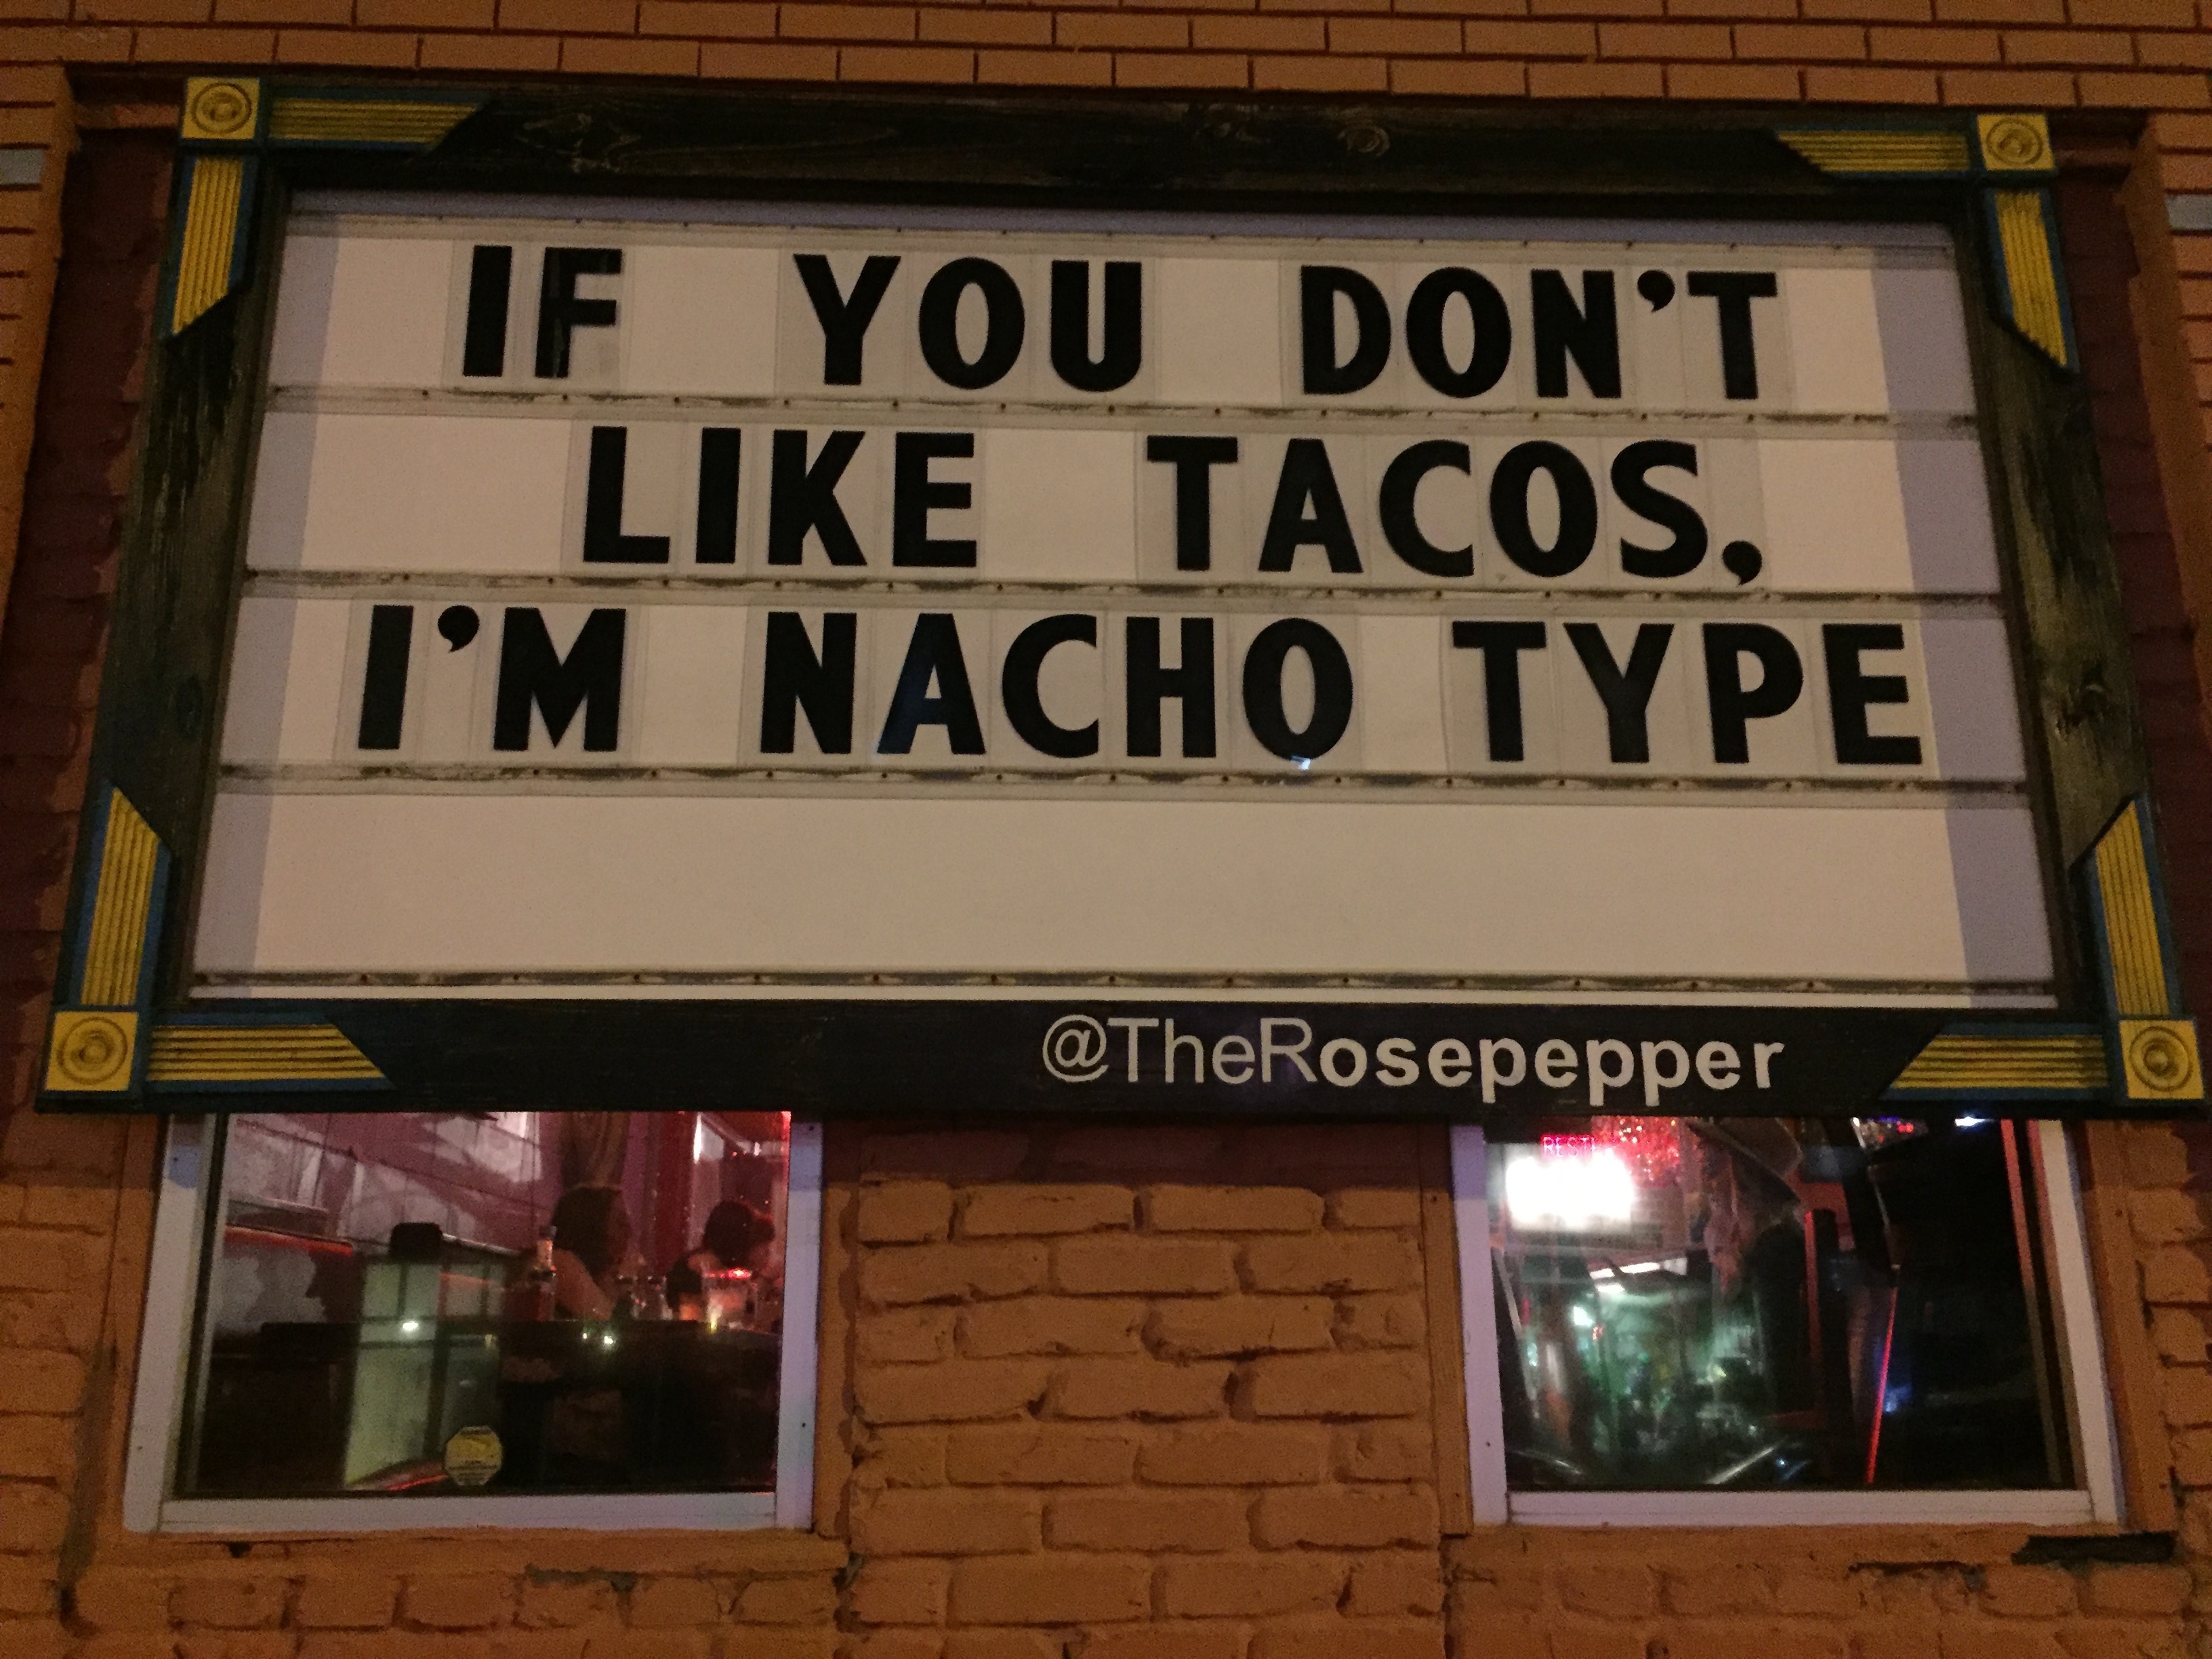 IF YOU DON'T
LIKE TACOS,
I'M NACHO TYPE
@TheRosepepper